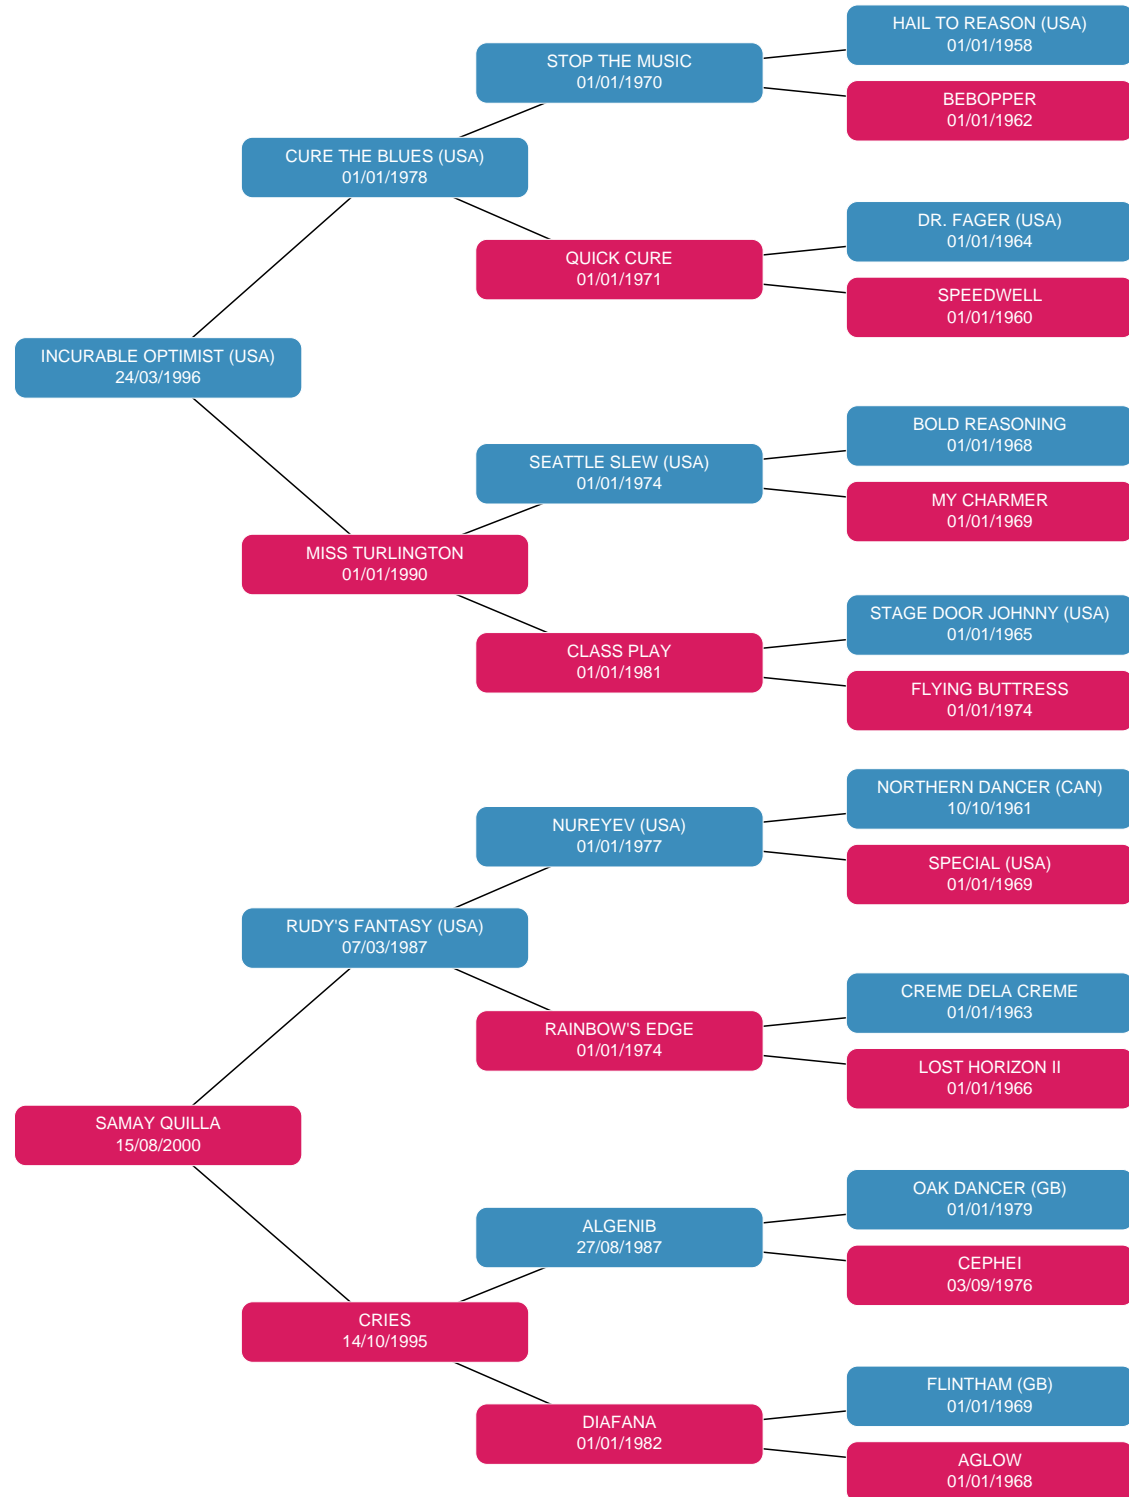 HAIL TO REASON (USA)
01/01/1958
STOP THE MUSIC
01/01/1970
BEBOPPER
01/01/1962
CURE THE BLUES (USA)
01/01/1978
DR. FAGER (USA)
01/01/1964
QUICK CURE
01/01/1971
SPEEDWELL
01/01/1960
INCURABLE OPTIMIST (USA)
24/03/1996
BOLD REASONING
01/01/1968
SEATTLE SLEW (USA)
01/01/1974
MY CHARMER
01/01/1969
MISS TURLINGTON
01/01/1990
STAGE DOOR JOHNNY (USA)
01/01/1965
CLASS PLAY
01/01/1981
FLYING BUTTRESS
01/01/1974
NORTHERN DANCER (CAN)
10/10/1961
NUREYEV (USA)
01/01/1977
SPECIAL (USA)
01/01/1969
RUDY'S FANTASY (USA)
07/03/1987
CREME DELA CREME
01/01/1963
RAINBOW'S EDGE
01/01/1974
LOST HORIZON II
01/01/1966
SAMAY QUILLA
15/08/2000
OAK DANCER (GB)
01/01/1979
ALGENIB
27/08/1987
CEPHEI
03/09/1976
CRIES
14/10/1995
FLINTHAM (GB)
01/01/1969
DIAFANA
01/01/1982
AGLOW
01/01/1968